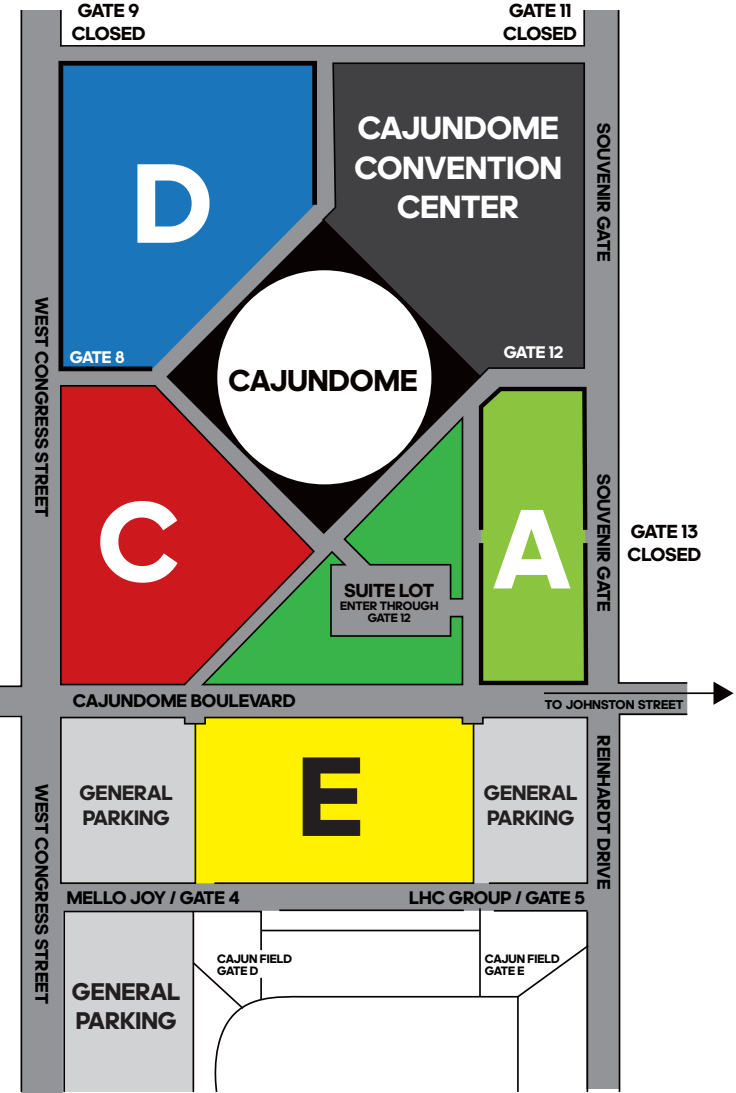 GATE 9
CLOSED
GATE 11
CLOSED
D
CAJUNDOME
CONVENTION
CENTER
SOUVENIR GATE
WEST CONGRESS STREET
GATE 8
GATE 12
CAJUNDOME
C
A
SOUVENIR GATE
GATE 13
CLOSED
SUITE LOT
ENTER THROUGH
GATE 12
CAJUNDOME BOULEVARD
TO JOHNSTON STREET
GENERAL
PARKING
E
GENERAL
PARKING
REINHARDT DRIVE
WEST CONGRESS STREET
MELLO JOY / GATE 4
LHC GROUP / GATE 5
CAJUN FIELD
GATE D
CAJUN FIELD
GATE E
GENERAL
PARKING